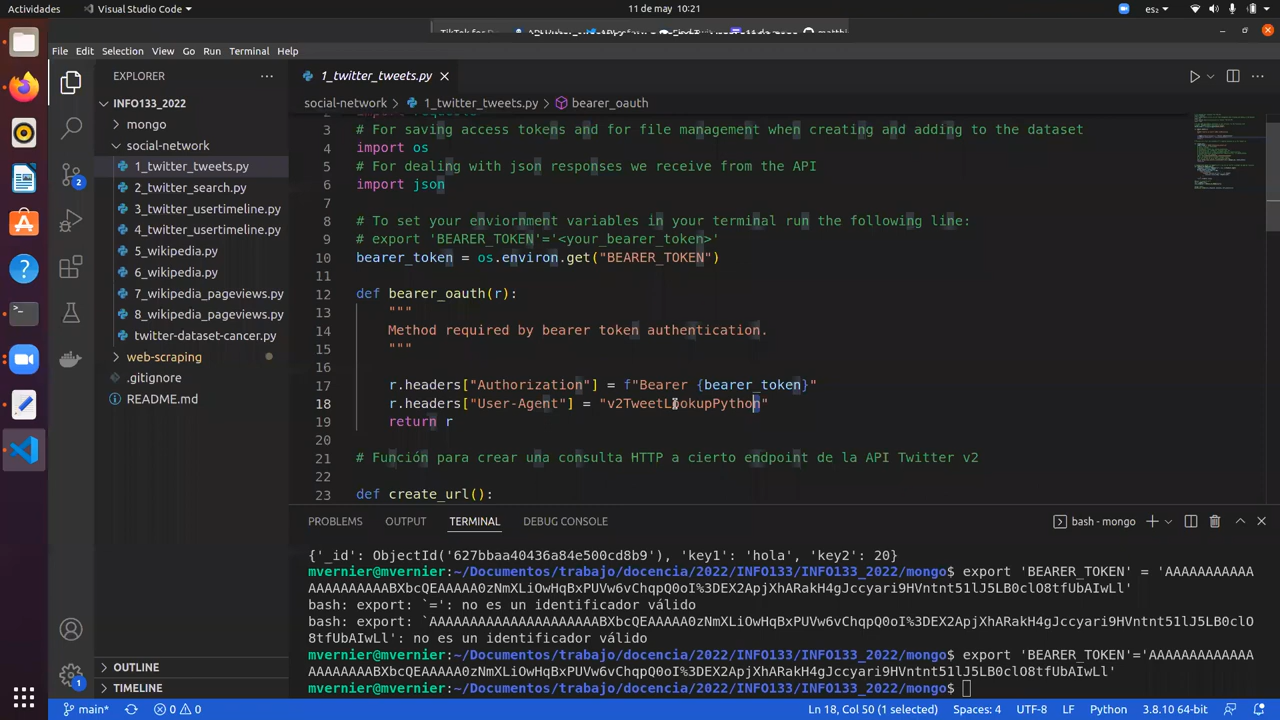 Actividades
Visual Studio Code
11 de may 10:21
es₂
File Edit Selection View Go Run Terminal Help
EXPLORER
1_twitter_tweets.py
INFO133_2022
social-network > 1_twitter_tweets.py > bearer_oauth
mongo
social-network
1_twitter_tweets.py
2_twitter_search.py
3_twitter_usertimeline.py
4_twitter_usertimeline.py
5_wikipedia.py
6_wikipedia.py
7_wikipedia_pageviews.py
8_wikipedia_pageviews.py
twitter-dataset-cancer.py
web-scraping
.gitignore
README.md
OUTLINE
TIMELINE
3 # For saving access tokens and for file management when creating and adding to the dataset
4 import os
5 # For dealing with json responses we receive from the API
6 import json
7
8 # To set your enviornment variables in your terminal run the following line:
9 # export 'BEARER_TOKEN'='<your_bearer_token>'
10 bearer_token = os.environ.get("BEARER_TOKEN")
11
12 def bearer_oauth(r):
13 """
14 Method required by bearer token authentication.
15 """
16
17 r.headers["Authorization"] = f"Bearer {bearer_token}"
18 r.headers["User-Agent"] = "v2TweetLookupPython"
19 return r
20
21 # Función para crear una consulta HTTP a cierto endpoint de la API Twitter v2
22
23 def create_url():
PROBLEMS OUTPUT TERMINAL DEBUG CONSOLE
bash - mongo
{'_id': ObjectId('627bbaa40436a84e500cd8b9'), 'key1': 'hola', 'key2': 20}
mvernier@mvernier:~/Documentos/trabajo/docencia/2022/INFO133/INFO133_2022/mongo$ export 'BEARER_TOKEN' = 'AAAAAAAAAAA
AAAAAAAAAABXbcQEAAAAA0zNmXLiOwHqBxPUVw6vChqpQ0oI%3DEX2ApjXhARakH4gJccyari9HVntnt51lJ5LB0clO8tfUbAIwLl'
bash: export: `=': no es un identificador válido
bash: export: `AAAAAAAAAAAAAAAAAAAAABXbcQEAAAAA0zNmXLiOwHqBxPUVw6vChqpQ0oI%3DEX2ApjXhARakH4gJccyari9HVntnt51lJ5LB0clO
8tfUbAIwLl': no es un identificador válido
mvernier@mvernier:~/Documentos/trabajo/docencia/2022/INFO133/INFO133_2022/mongo$ export 'BEARER_TOKEN'='AAAAAAAAAAAAA
AAAAAAAABXbcQEAAAAA0zNmXLiOwHqBxPUVw6vChqpQ0oI%3DEX2ApjXhARakH4gJccyari9HVntnt51lJ5LB0clO8tfUbAIwLl'
mvernier@mvernier:~/Documentos/trabajo/docencia/2022/INFO133/INFO133_2022/mongo$
main* 0 0
Ln 18, Col 50 (1 selected) Spaces: 4 UTF-8 LF Python 3.8.10 64-bit